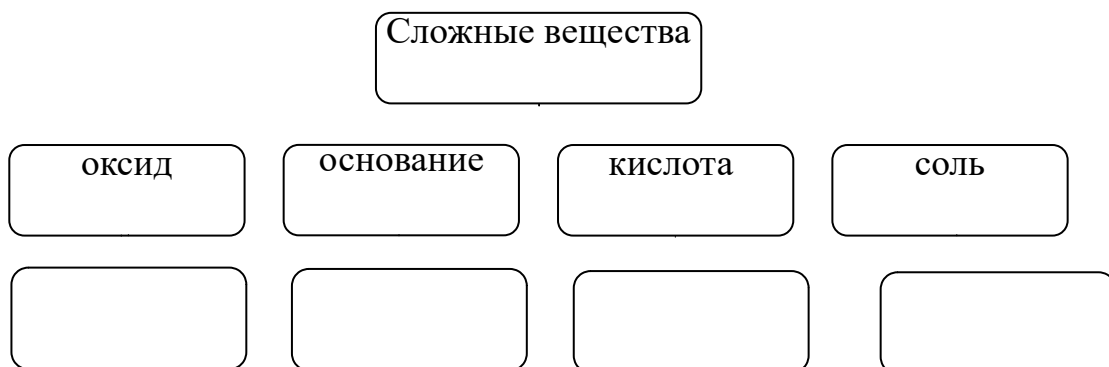 Сложные вещества
оксид
основание
кислота
соль